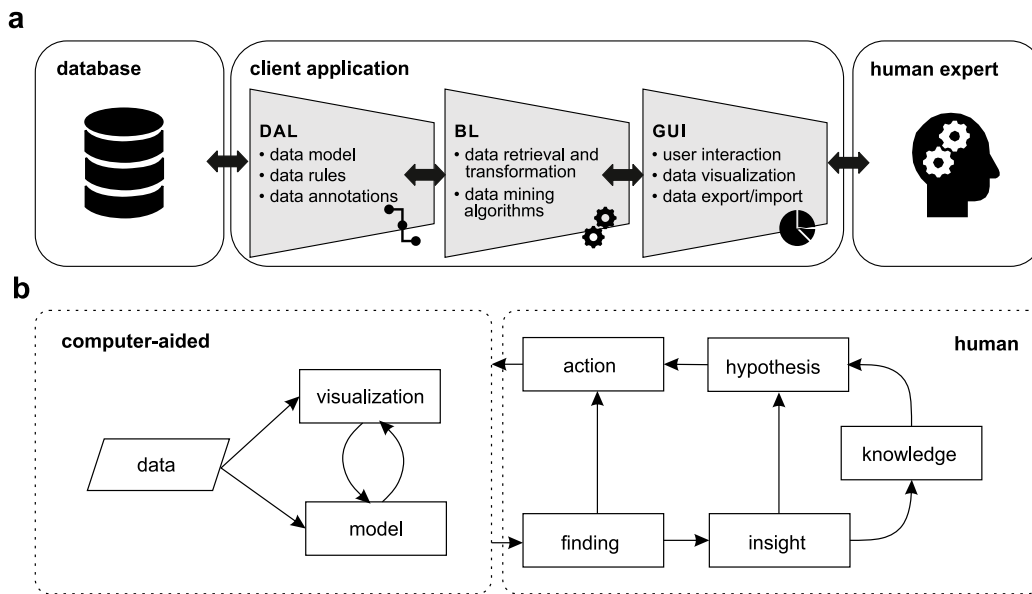 a
database
client application
human expert
DAL
• data model
• data rules
• data annotations
BL
• data retrieval and
transformation
• data mining
algorithms
GUI
• user interaction
• data visualization
• data export/import
b
computer-aided
human
visualization
data
model
action
hypothesis
knowledge
finding
insight